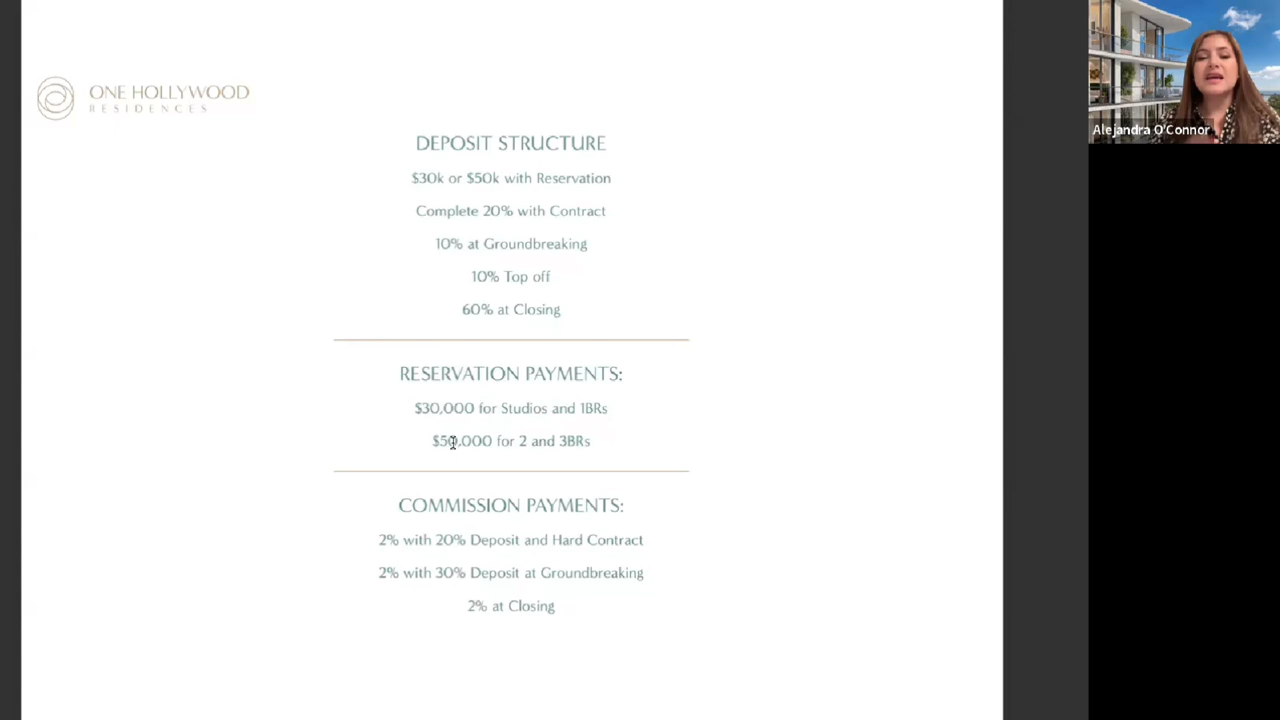 ONE HOLLYWOOD
RESIDENCES
DEPOSIT STRUCTURE
$30k or $50k with Reservation
Complete 20% with Contract
10% at Groundbreaking
10% Top off
60% at Closing
RESERVATION PAYMENTS:
$30,000 for Studios and 1BRs
$50,000 for 2 and 3BRs
COMMISSION PAYMENTS:
2% with 20% Deposit and Hard Contract
2% with 30% Deposit at Groundbreaking
2% at Closing
Alejandra O'Connor